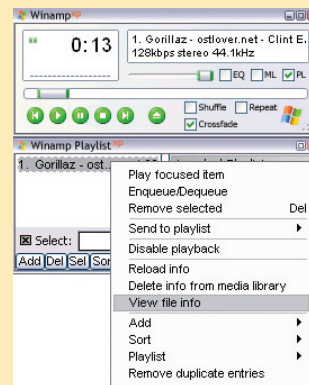 Winamp XP
0:13
1. Gorillaz - ostlover.net - Clint E.
128kbps stereo 44.1kHz
EQ ML PL
Shuffle Repeat
Crossfade
Winamp Playlist XP
1. Gorillaz - ost...
Play focused item
Enqueue/Dequeue
Remove selected Del
Send to playlist
Select:
Disable playback
Add Del Sel Sor
Reload info
Delete info from media library
View file info
Add
Sort
Playlist
Remove duplicate entries